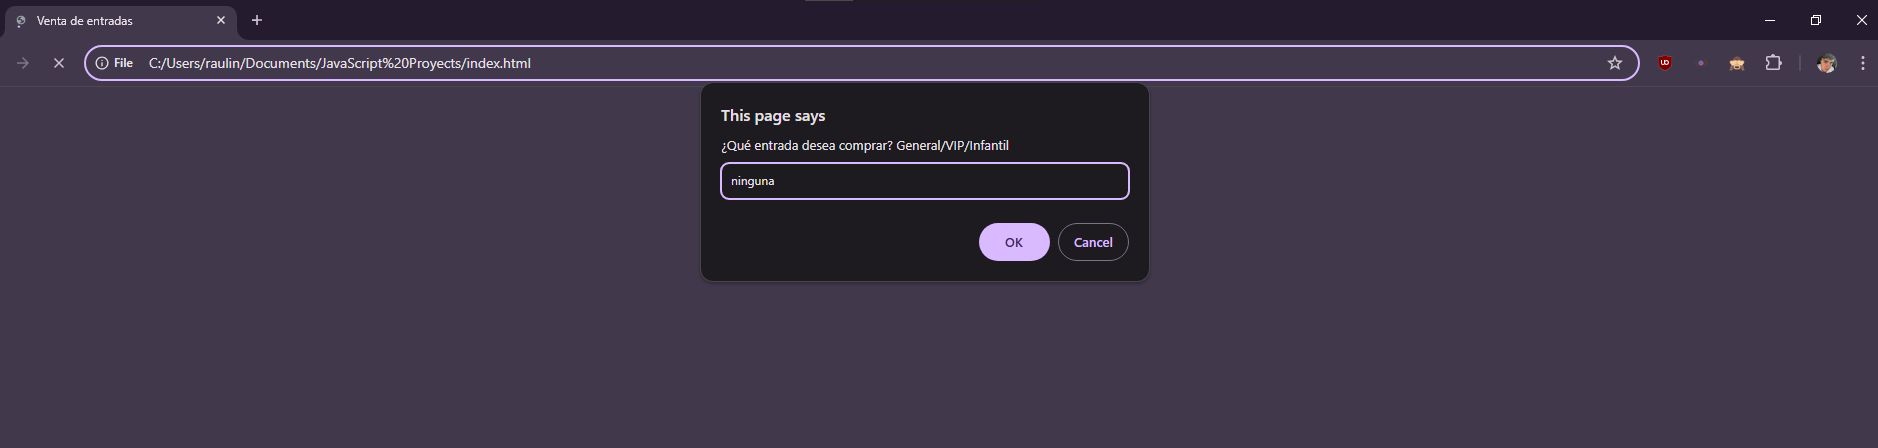 Venta de entradas
File C:/Users/raulin/Documents/JavaScript%20Proyects/index.html
This page says
¿Qué entrada desea comprar? General/VIP/Infantil
ninguna
OK Cancel